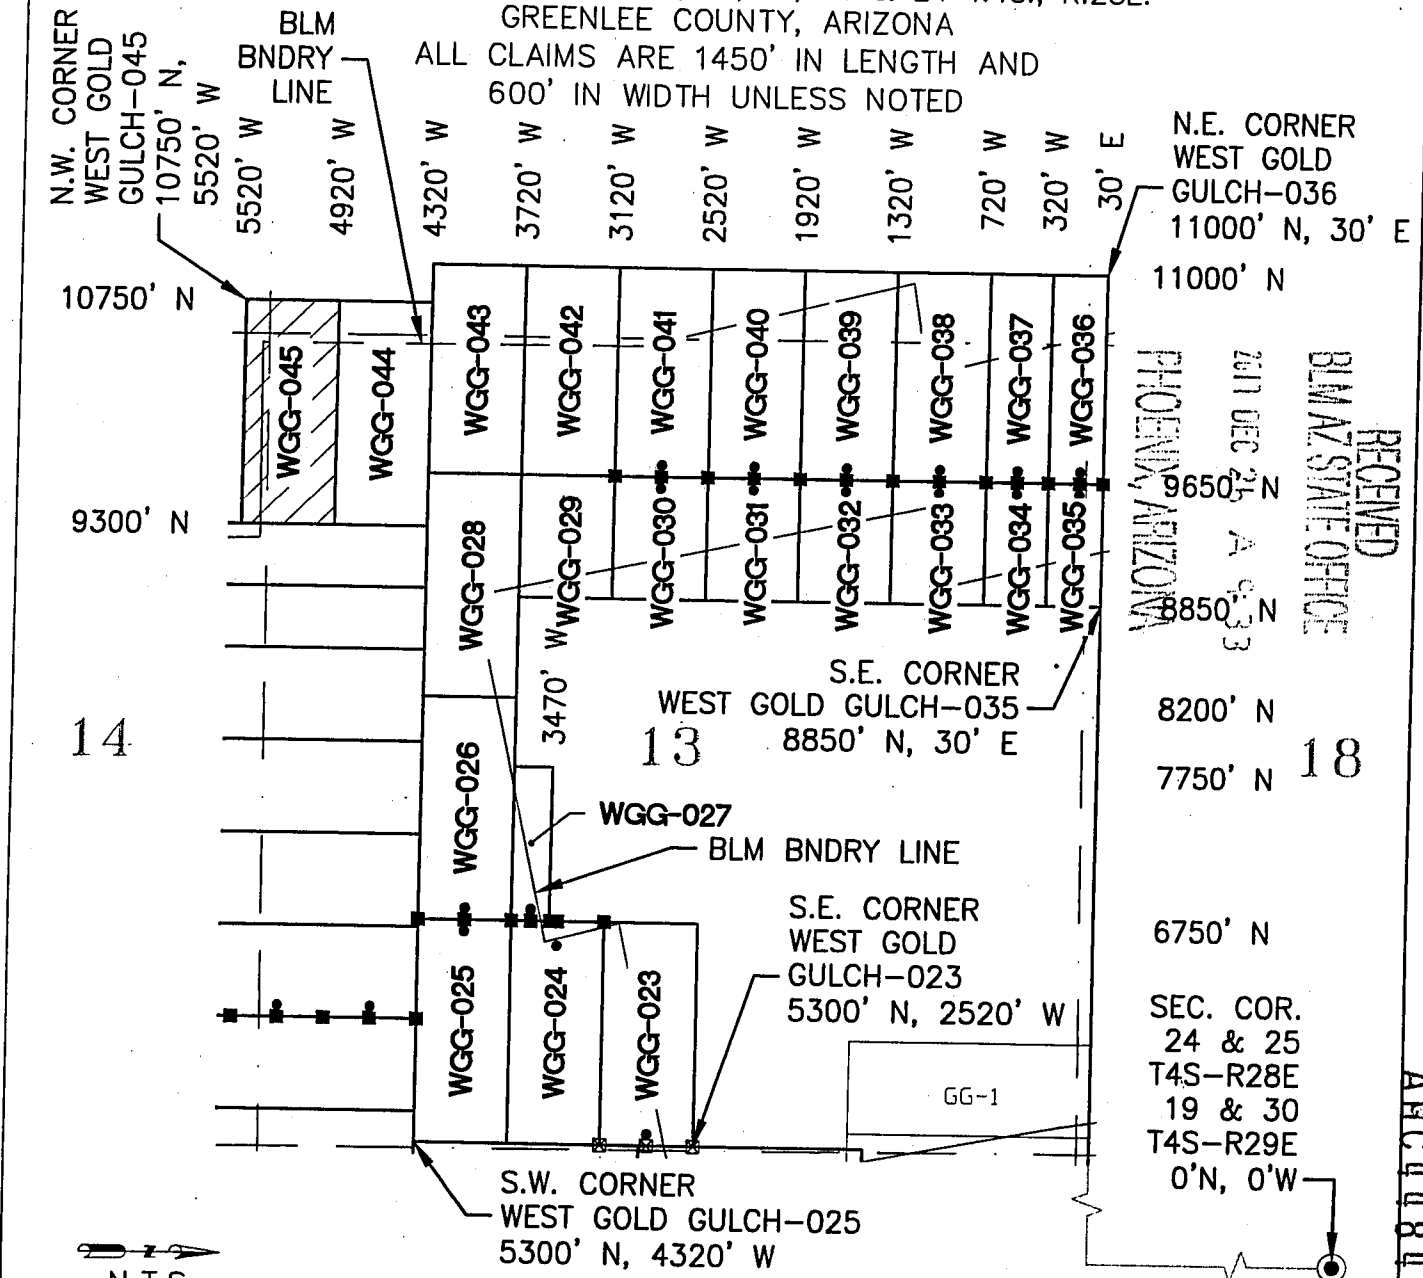 GREENLEE COUNTY, ARIZONA
ALL CLAIMS ARE 1450' IN LENGTH AND
600' IN WIDTH UNLESS NOTED
BLM
BNDRY
LINE
N.W. CORNER
WEST GOLD
GULCH-045
10750' N,
5520' W
5520' W
4920' W
4320' W
3720' W
3120' W
2520' W
1920' W
1320' W
720' W
320' W
30' E
N.E. CORNER
WEST GOLD
GULCH-036
11000' N, 30' E
10750' N
11000' N
WGG-045
WGG-044
WGG-043
WGG-042
WGG-041
WGG-040
WGG-039
WGG-038
WGG-037
WGG-036
9300' N
9650' N
WGG-028
WGG-029
WGG-030
WGG-031
WGG-032
WGG-033
WGG-034
WGG-035
8850' N
RECEIVED
BLM AZ STATE OFFICE
PHOENIX, ARIZONA
3470' W
S.E. CORNER
WEST GOLD GULCH-035
8850' N, 30' E
8200' N
14
13
18
7750' N
WGG-026
WGG-027
BLM BNDRY LINE
S.E. CORNER
WEST GOLD
GULCH-023
5300' N, 2520' W
6750' N
WGG-025
WGG-024
WGG-023
GG-1
SEC. COR.
24 & 25
T4S-R28E
19 & 30
T4S-R29E
0'N, 0'W
S.W. CORNER
WEST GOLD GULCH-025
5300' N, 4320' W
Z